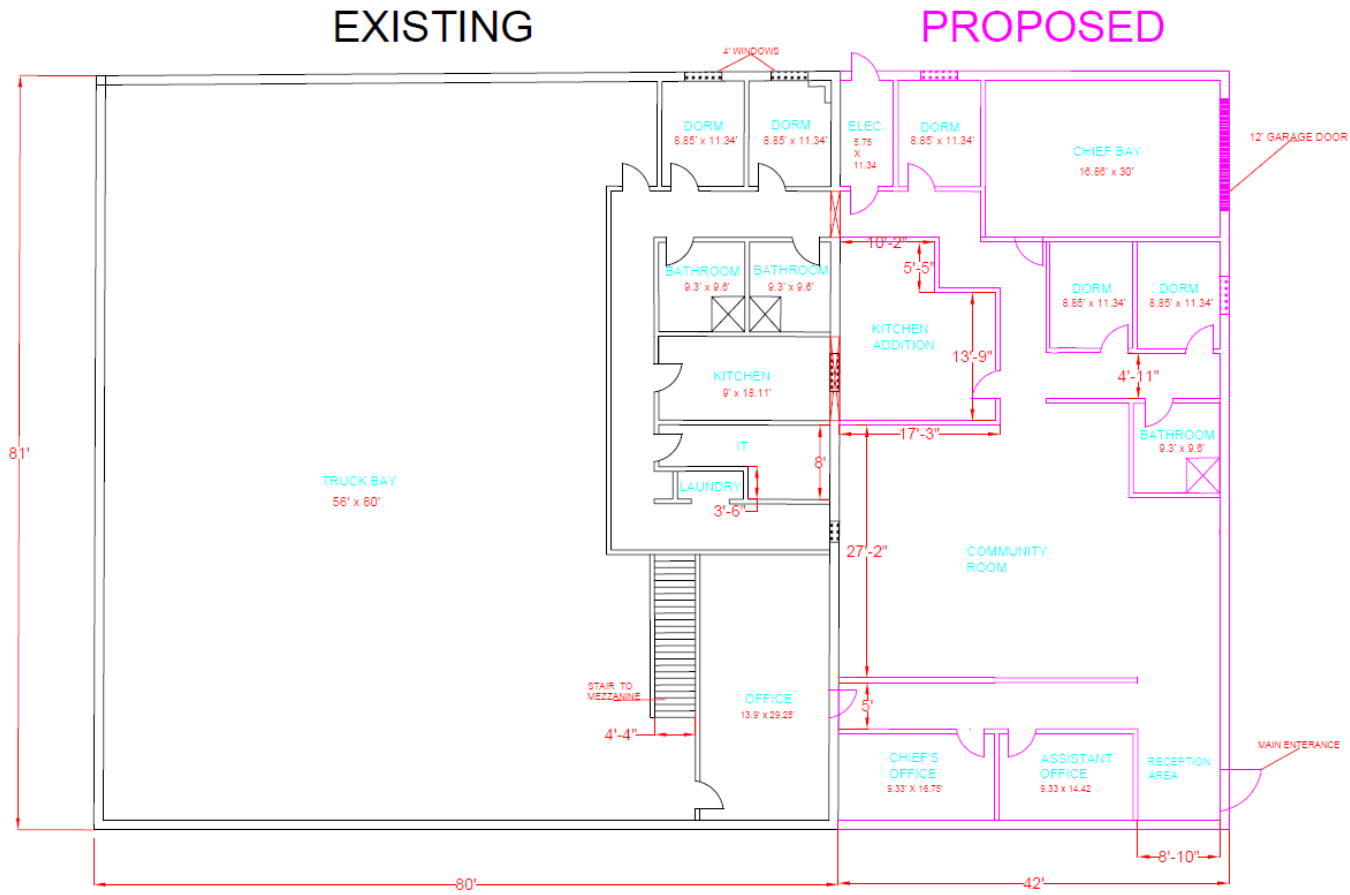 EXISTING
PROPOSED
4' WINDOWS
DORM
8.85' x 11.34'
DORM
8.85' x 11.34'
ELEC.
5.75
X
11.34
DORM
8.85' x 11.34'
CHIEF BAY
16.86' x 30'
12' GARAGE DOOR
10'-2"
5'-5"
BATHROOM
9.3' x 9.6'
BATHROOM
9.3' x 9.6'
DORM
8.85' x 11.34'
DORM
8.85' x 11.34'
KITCHEN
ADDITION
13'-9"
KITCHEN
9' x 18.11'
4'-11"
17'-3"
BATHROOM
9.3' x 9.6'
81'
IT
8'
TRUCK BAY
56' x 80'
LAUNDRY
3'-6"
27'-2"
COMMUNITY
ROOM
STAIR TO
MEZZANINE
OFFICE
13.9' x 29.25'
5'
4'-4"
MAIN ENTERANCE
CHIEF'S
OFFICE
9.33' X 16.75'
ASSISTANT
OFFICE
9.33 x 14.42
RECEPTION
AREA
8'-10"
80'
42'